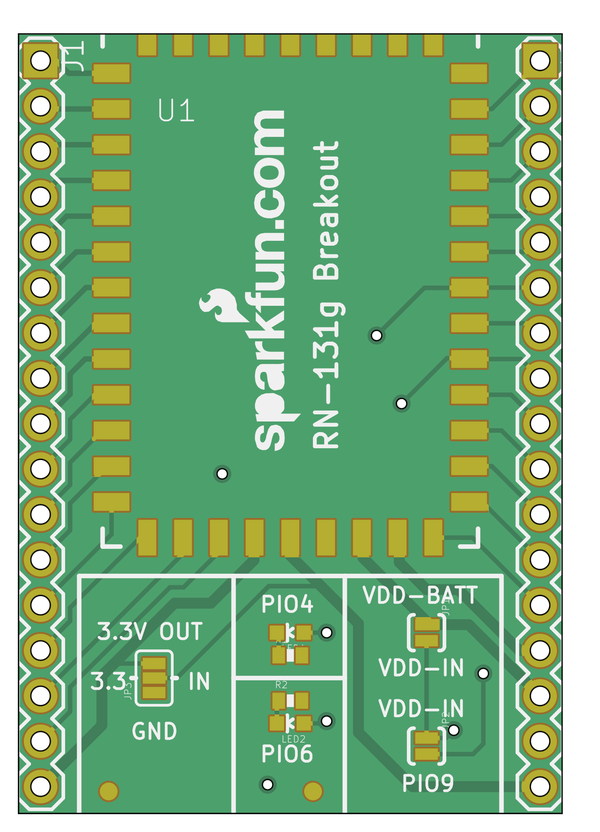 J1
U1
sparkfun.com
RN-131g Breakout
PIO4
VDD-BATT
3.3V OUT
VDD-IN
3.3
IN
R2
VDD-IN
GND
LED2
PIO6
PIO9